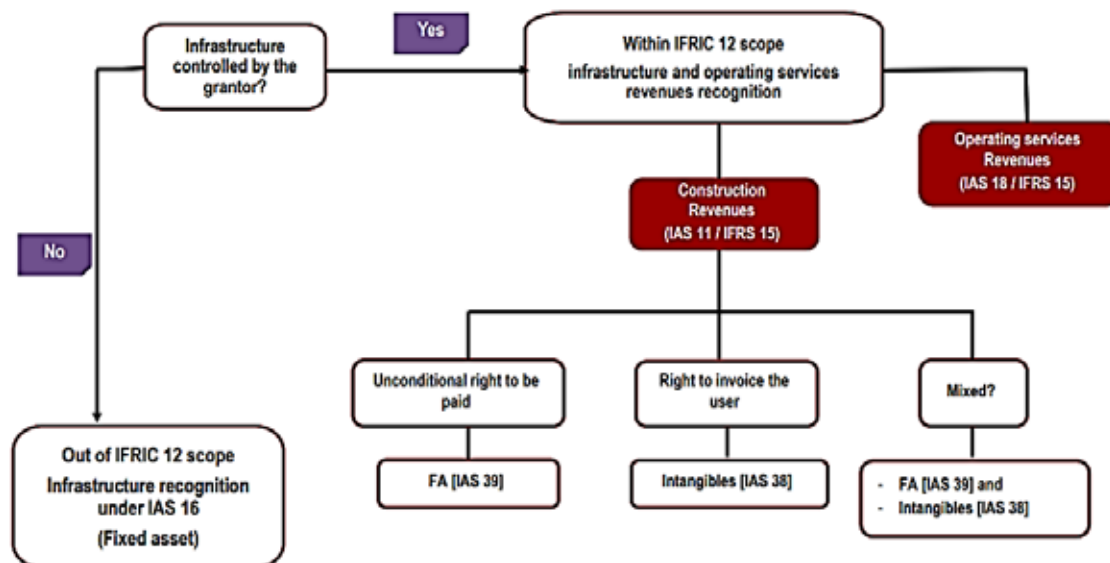 Infrastructure
controlled by the
grantor?
Yes
Within IFRIC 12 scope
infrastructure and operating services
revenues recognition
Operating services
Revenues
(IAS 18 / IFRS 15)
Construction
Revenues
(IAS 11 / IFRS 15)
No
Unconditional right to be
paid
Right to invoice the
user
Mixed?
FA [IAS 39]
Intangibles [IAS 38]
- FA [IAS 39] and
- Intangibles [IAS 38]
Out of IFRIC 12 scope
Infrastructure recognition
under IAS 16
(Fixed asset)